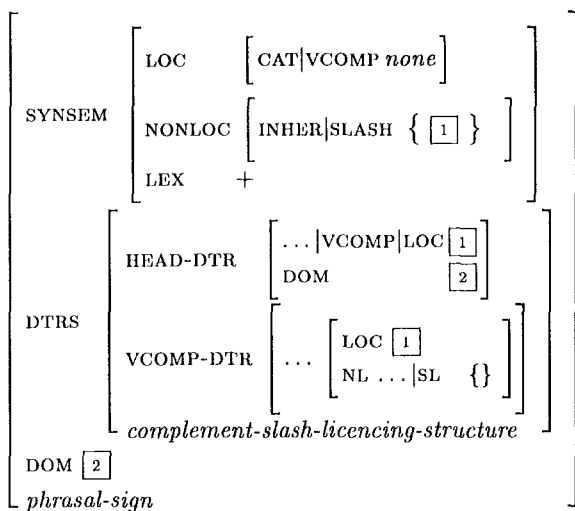 LOC [CAT|VCOMP none]
SYNSEM
NONLOC [INHER|SLASH { 1 }]
LEX +
HEAD-DTR [...|VCOMP|LOC 1
DOM 2]
DTRS
VCOMP-DTR [... [LOC 1
NL ...|SL {}]]
complement-slash-licencing-structure
DOM 2
phrasal-sign